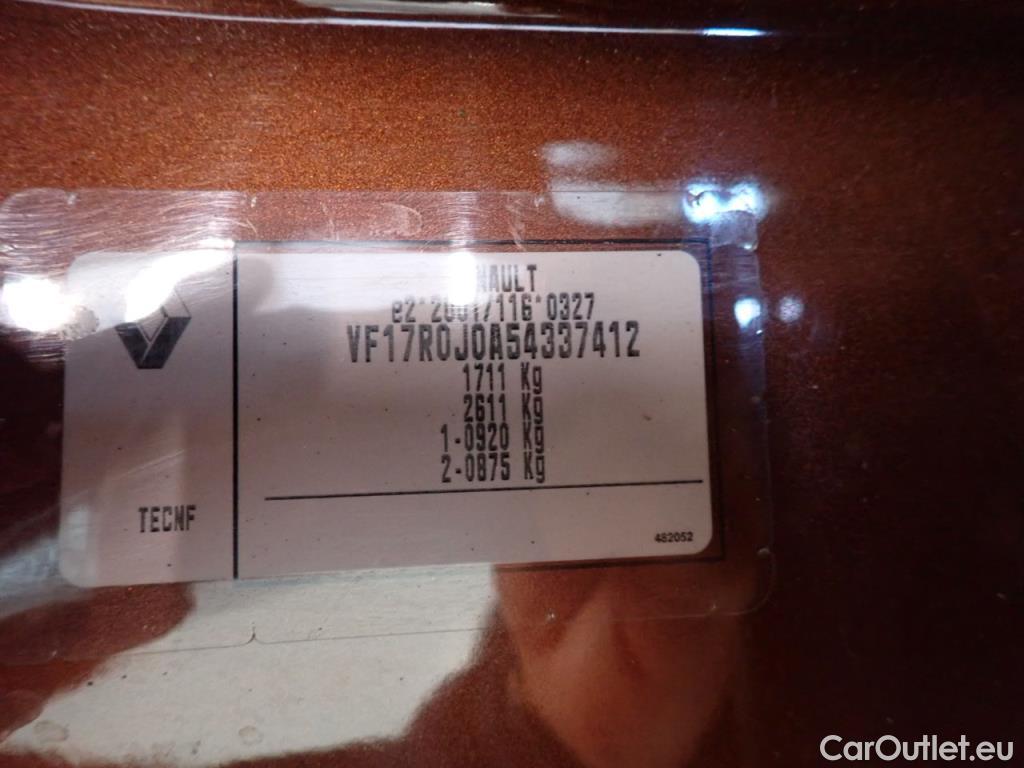 e2*2001/116*0327
VF17R0J0A54337412
1711 Kg
2611 Kg
1-0920 Kg
2-0875 Kg
TECNF
482052
CarOutlet.eu